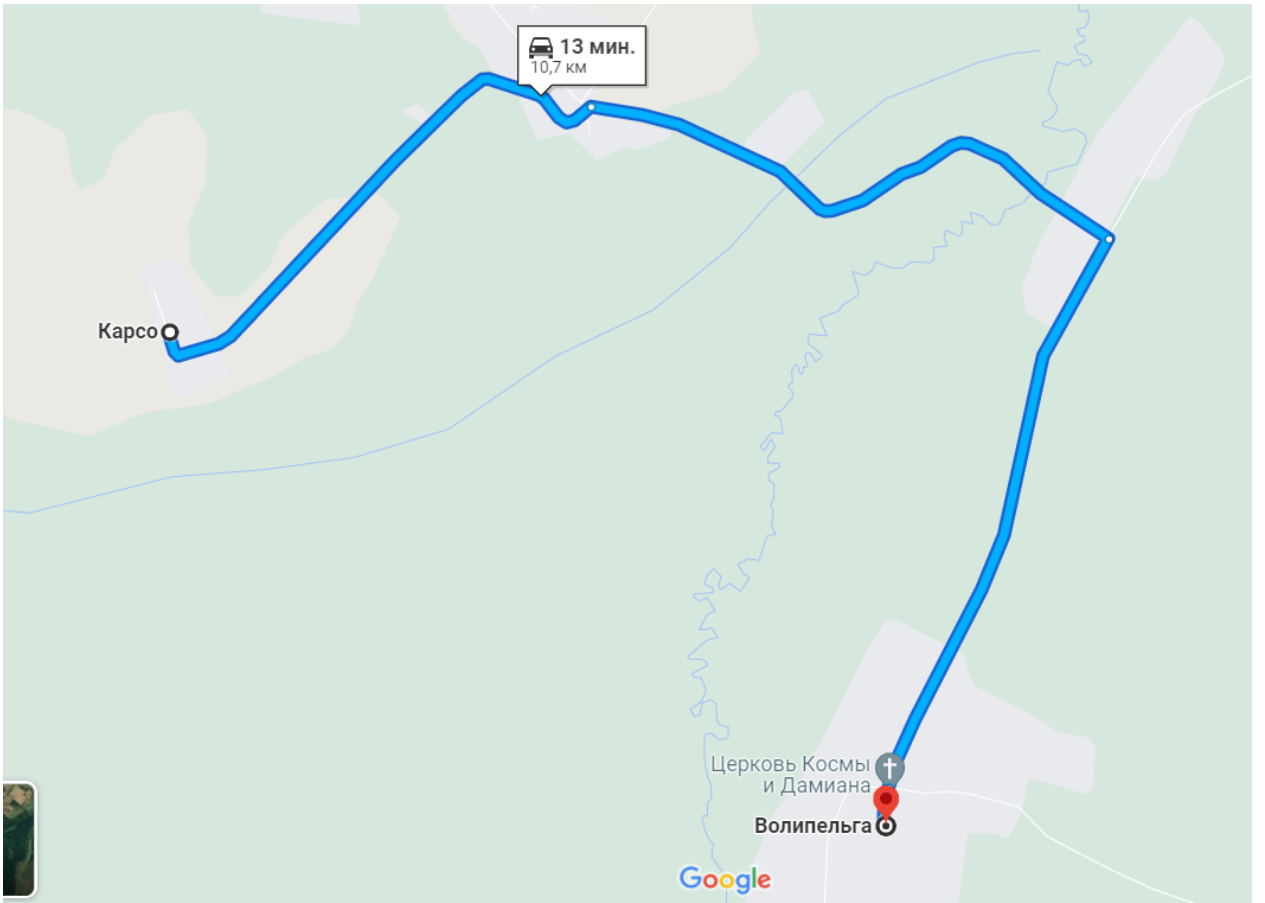 13 мин.
10,7 км
Карсо
Церковь Космы
и Дамиана
Волипельга
Google